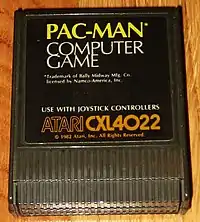 PAC-MAN*
COMPUTER
GAME
*Trademark of Bally Midway Mfg. Co.
licensed by Namco-America, Inc.
USE WITH JOYSTICK CONTROLLERS
ATARI CXL4022
© 1982 Atari, Inc. All Rights Reserved.